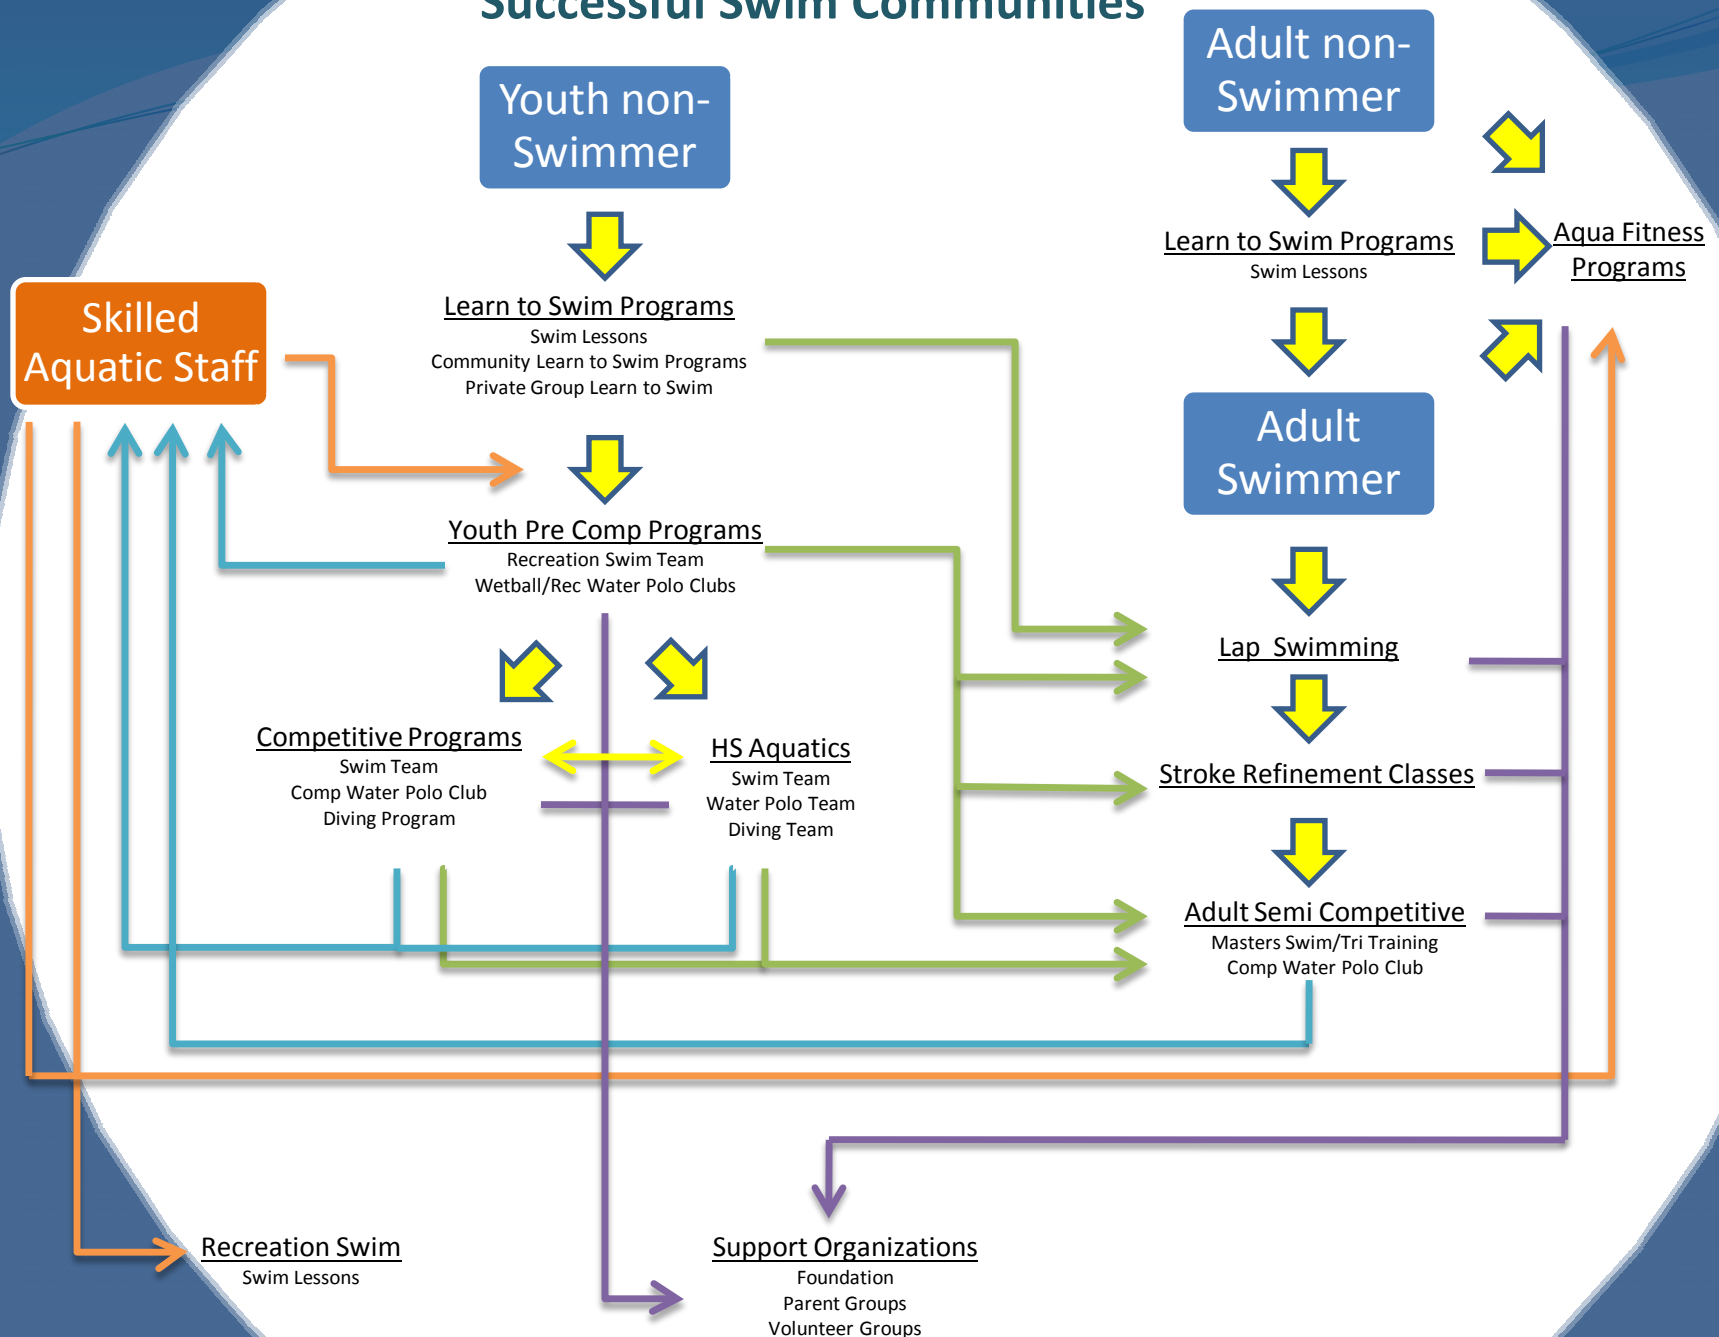 Successful Swim Communities
Youth non-
Swimmer
Adult non-
Swimmer
Learn to Swim Programs
Swim Lessons
Aqua Fitness
Programs
Skilled
Aquatic Staff
Learn to Swim Programs
Swim Lessons
Community Learn to Swim Programs
Private Group Learn to Swim
Adult
Swimmer
Youth Pre Comp Programs
Recreation Swim Team
Wetball/Rec Water Polo Clubs
Lap Swimming
Competitive Programs
Swim Team
Comp Water Polo Club
Diving Program
HS Aquatics
Swim Team
Water Polo Team
Diving Team
Stroke Refinement Classes
Adult Semi Competitive
Masters Swim/Tri Training
Comp Water Polo Club
Recreation Swim
Swim Lessons
Support Organizations
Foundation
Parent Groups
Volunteer Groups